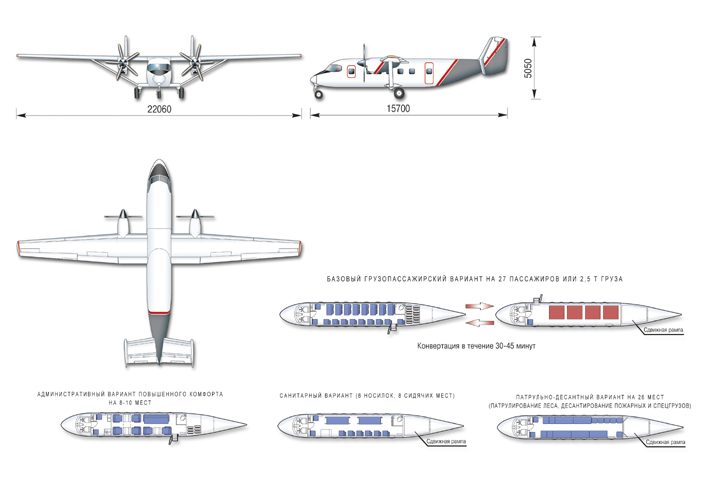 22060
15700
5050
БАЗОВЫЙ ГРУЗОПАССАЖИРСКИЙ ВАРИАНТ НА 27 ПАССАЖИРОВ ИЛИ 2,5 Т ГРУЗА
Сдвижная рампа
Конвертация в течение 30-45 минут
АДМИНИСТРАТИВНЫЙ ВАРИАНТ ПОВЫШЕННОГО КОМФОРТА
НА 8-10 МЕСТ
САНИТАРНЫЙ ВАРИАНТ (6 НОСИЛОК, 8 СИДЯЧИХ МЕСТ)
Сдвижная рампа
ПАТРУЛЬНО-ДЕСАНТНЫЙ ВАРИАНТ НА 26 МЕСТ
(ПАТРУЛИРОВАНИЕ ЛЕСА, ДЕСАНТИРОВАНИЕ ПОЖАРНЫХ И СПЕЦГРУЗОВ)
Сдвижная рампа